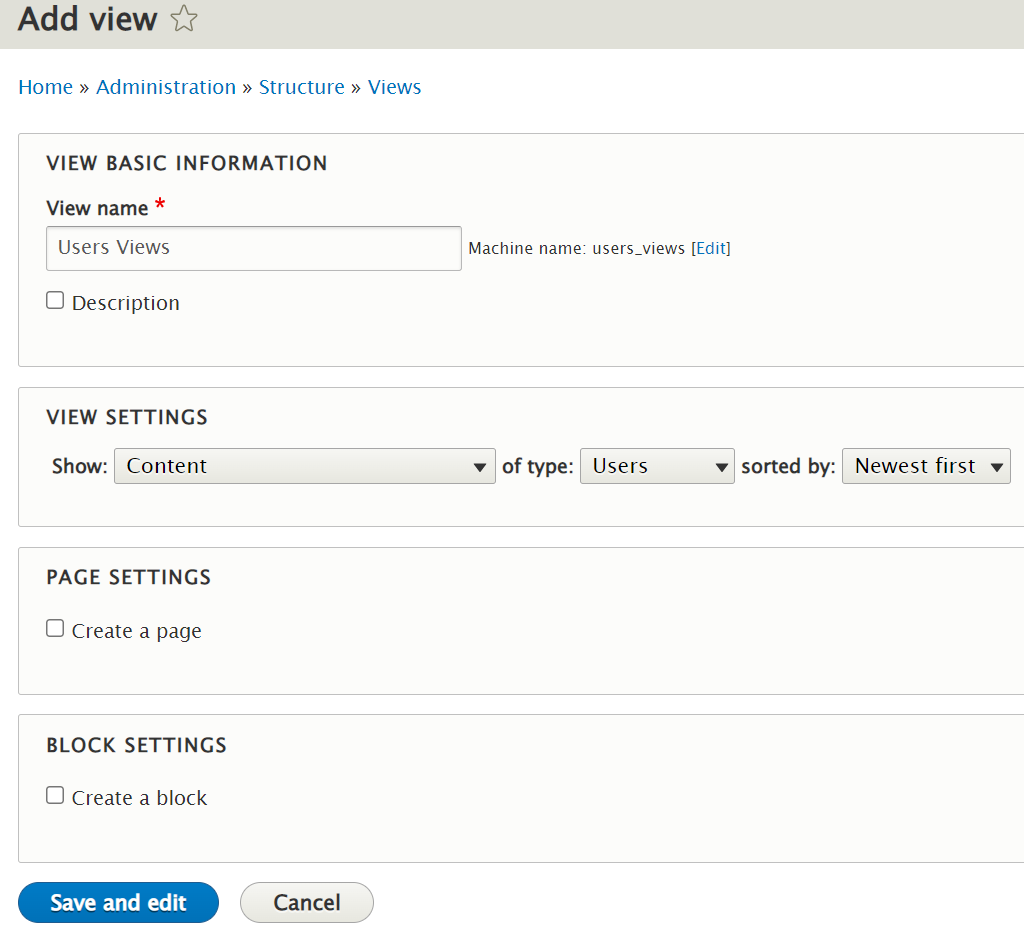 Add view
Home » Administration » Structure » Views
VIEW BASIC INFORMATION
View name *
Users Views Machine name: users_views [Edit]
Description
VIEW SETTINGS
Show: Content of type: Users sorted by: Newest first
PAGE SETTINGS
Create a page
BLOCK SETTINGS
Create a block
Save and edit Cancel